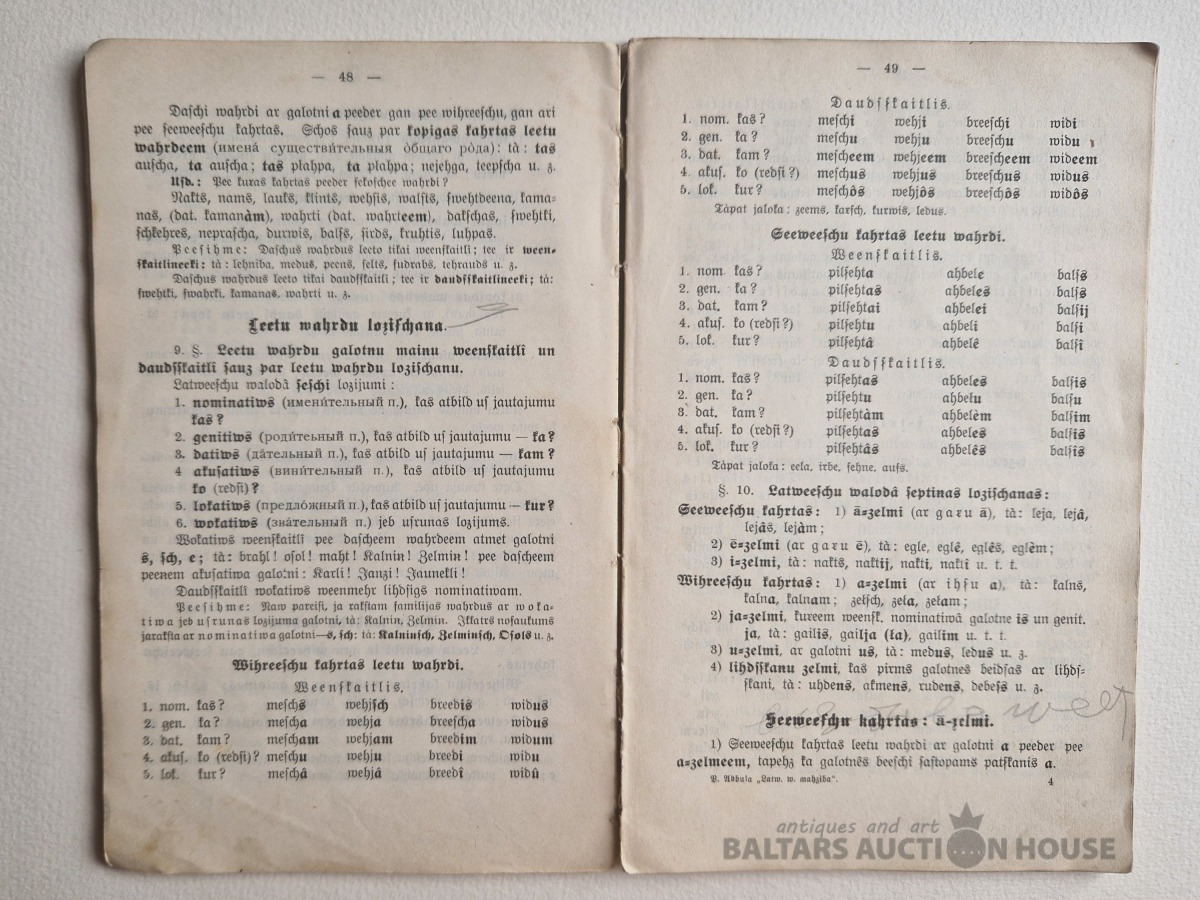 — 48 —
Daſchi wahrdi ar galotni a peeder gan pee wihreeſchu, gan ari
pee ſeeweeſchu kahrtas. Schos ſauz par kopigas kahrtas leetu
wahrdeem (именá существи́тельныя óбщаго рóда): tà: tas
auſcha, ta auſcha; tas plahpa, ta plahpa; nejehga, teepſcha u. z.
Uſd.: Pee kuras kahrtas peeder ſekoſchee wahrdi?
Nakts, nams, lauks, klints, wehſis, walſts, ſwehtdeena, kama-
nas, (dat. kamanàm), wahrti (dat. wahrteem), dakſchas, ſwehtki,
ſchkehres, nepraſcha, durwis, balſs, ſirds, kruhtis, luhpas.
Peeſihme: Daſchus wahrdus leeto tikai weenſkaitlî; tee ir ween-
ſkaitlineeki: tà: lehniba, medus, peens, ſelts, ſudrabs, tehrauds u. z.
Daſchus wahrdus leeto tikai daudſſkaitlî; tee ir daudſſkaitlineeki; tà:
ſwehtki, ſwahrki, kamanas, wahrti u. z.
Leetu wahrdu loziſchana.
9. §. Leetu wahrdu galotnu mainu weenſkaitlî un
daudſſkaitlî ſauz par leetu wahrdu loziſchanu.
Latweeſchu walodâ ſeſchi lozijumi:
1. nominatiws (имени́тельный п.), kas atbild uſ jautajumu
kas?
2. genitiws (роди́теьный п.), kas atbild uſ jautajumu — ka?
3. datiws (дáтельный п.), kas atbild uſ jautajumu — kam?
4 akuſatiws (вини́тельный п.), kas atbild uſ jautajumu
ko (redſi)?
5. lokatiws (предлóжный п.), kas atbild uſ jautajumu — kur?
6. wokatiws (звáтельный п.) jeb uſrunas lozijums.
Wokatiws weenſkaitlî pee daſcheem wahrdeem atmet galotni
s, ſch, e; tà: brahl! oſol! maht! Kalnin! Zelmin! pee daſcheem
peeņem akuſatiwa galotni: Karli! Janzi! Jaunekli!
Daudſſkaitlî wokatiws weenmehr lihdſigs nominatiwam.
Peeſihme: Naw pareiſi, ja rakſtam familijas wahrdus ar woka-
tiwa jeb uſrunas lozijuma galotni, tà: Kalnin, Zelmin. Ikkatrs noſaukums
jarakſta ar nominatiwa galotni—s, ſch: tà: Kalninſch, Zelminſch, Oſols u. z.
Wihreeſchu kahrtas leetu wahrdi.
Weenſkaitlis.
1. nom. kas? meſchs wehjſch breedis widus
2. gen. ka? meſcha wehja breeſcha widus
3. dat. kam? meſcham wehjam breedim widum
4. akuſ. ko (redſi)? meſchu wehju breedi widu
5. lok. kur? meſchâ wehjâ breedî widû
— 49 —
Daudſſkaitlis.
1. nom. kas? meſchi wehji breeſchi widi
2. gen. ka? meſchu wehju breeſchu widu
3. dat. kam? meſcheem wehjeem breeſcheem wideem
4. akuſ. ko (redſi?) meſchus wehjus breeſchus widus
5. lok. kur? meſchôs wehjôs breeſchôs widôs
Tàpat jaloka: zeems, karſch, kurwis, ledus.
Seeweeſchu kahrtas leetu wahrdi.
Weenſkaitlis.
1. nom. kas? pilſehta ahbele balſs
2. gen. ka? pilſehtas ahbeles balſs
3. dat. kam? pilſehtai ahbelei balſij
4. akuſ. ko (redſi?) pilſehtu ahbeli balſi
5. lok. kur? pilſehtâ ahbelê balſî
Daudſſkaitlis.
1. nom. kas? pilſehtas ahbeles balſis
2. gen. ka? pilſehtu ahbelu balſu
3. dat. kam? pilſehtàm ahbelèm balſim
4. akuſ. ko (redſi?) pilſehtas ahbeles balſis
5. lok. kur? pilſehtâs ahbelês balſîs
Tàpat jaloka: eela, irbe, ſehne, auſs.
§. 10. Latweeſchu walodâ ſeptinas loziſchanas:
Seeweeſchu kahrtas: 1) ā-zelmi (ar garu ā), tà: leja, lejâ,
lejâs, lejàm;
2) ē-zelmi (ar garu ē), tà: egle, eglê, eglês, eglèm;
3) i-zelmi, tà: nakts, naktij, nakti, naktî u. t. t.
Wihreeſchu kahrtas: 1) a-zelmi (ar ihſu a), tà: kalns,
kalna, kalnam; zelſch, zela, zelam;
2) ja-zelmi, kureem weenſk. nominatiwâ galotne is un genit.
ja, tà: gailis, gailja (la), gailim u. t. t.
3) u-zelmi, ar galotni us, tà: medus, ledus u. z.
4) lihdſſkanu zelmi, kas pirms galotnes beidſas ar lihdſ-
ſkani, tà: uhdens, akmens, rudens, debeſs u. z.
Seeweeſchu kahrtas: ā-zelmi.
1) Seeweeſchu kahrtas leetu wahrdi ar galotni a peeder pee
a-zelmeem, tapehz ka galotnês beeſchi ſaſtopams patſkanis a.
P. Abbula „Latw. w. mahziba“. 4
antiques and art
BALTARS AUCTION HOUSE